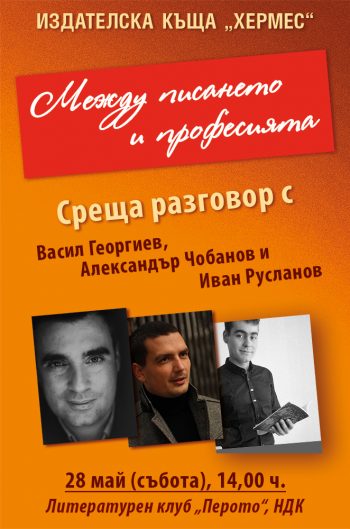 ИЗДАТЕЛСКА КЪЩА „ХЕРМЕС“
Между писането
и професията
Среща разговор с
Васил Георгиев,
Александър Чобанов и
Иван Русланов
28 май (събота), 14,00 ч.
Литературен клуб „Перото“, НДК